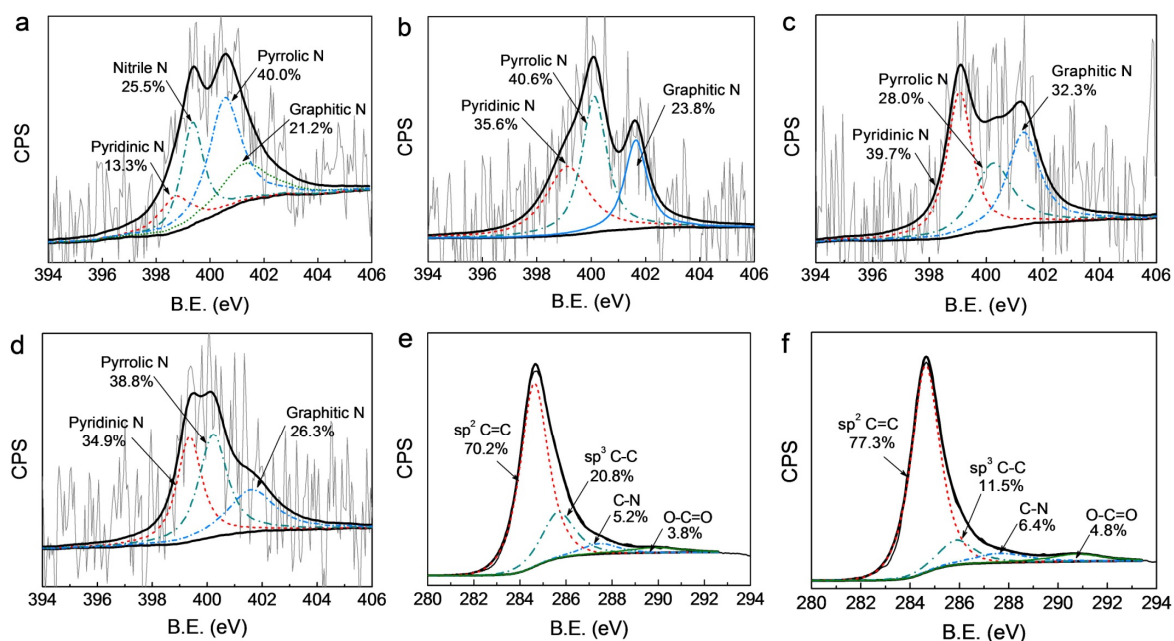 a
Nitrile N
25.5%
Pyrrolic N
40.0%
Graphitic N
21.2%
Pyridinic N
13.3%
CPS
394 396 398 400 402 404 406
B.E. (eV)
b
Pyrrolic N
40.6%
Graphitic N
23.8%
Pyridinic N
35.6%
CPS
394 396 398 400 402 404 406
B.E. (eV)
c
Pyrrolic N
28.0%
Graphitic N
32.3%
Pyridinic N
39.7%
CPS
394 396 398 400 402 404 406
B.E. (eV)
d
Pyrrolic N
38.8%
Graphitic N
26.3%
Pyridinic N
34.9%
CPS
394 396 398 400 402 404 406
B.E. (eV)
e
sp² C=C
70.2%
sp³ C-C
20.8%
C-N
5.2%
O-C=O
3.8%
CPS
280 282 284 286 288 290 292 294
B.E. (eV)
f
sp² C=C
77.3%
sp³ C-C
11.5%
C-N
6.4%
O-C=O
4.8%
CPS
280 282 284 286 288 290 292 294
B.E. (eV)